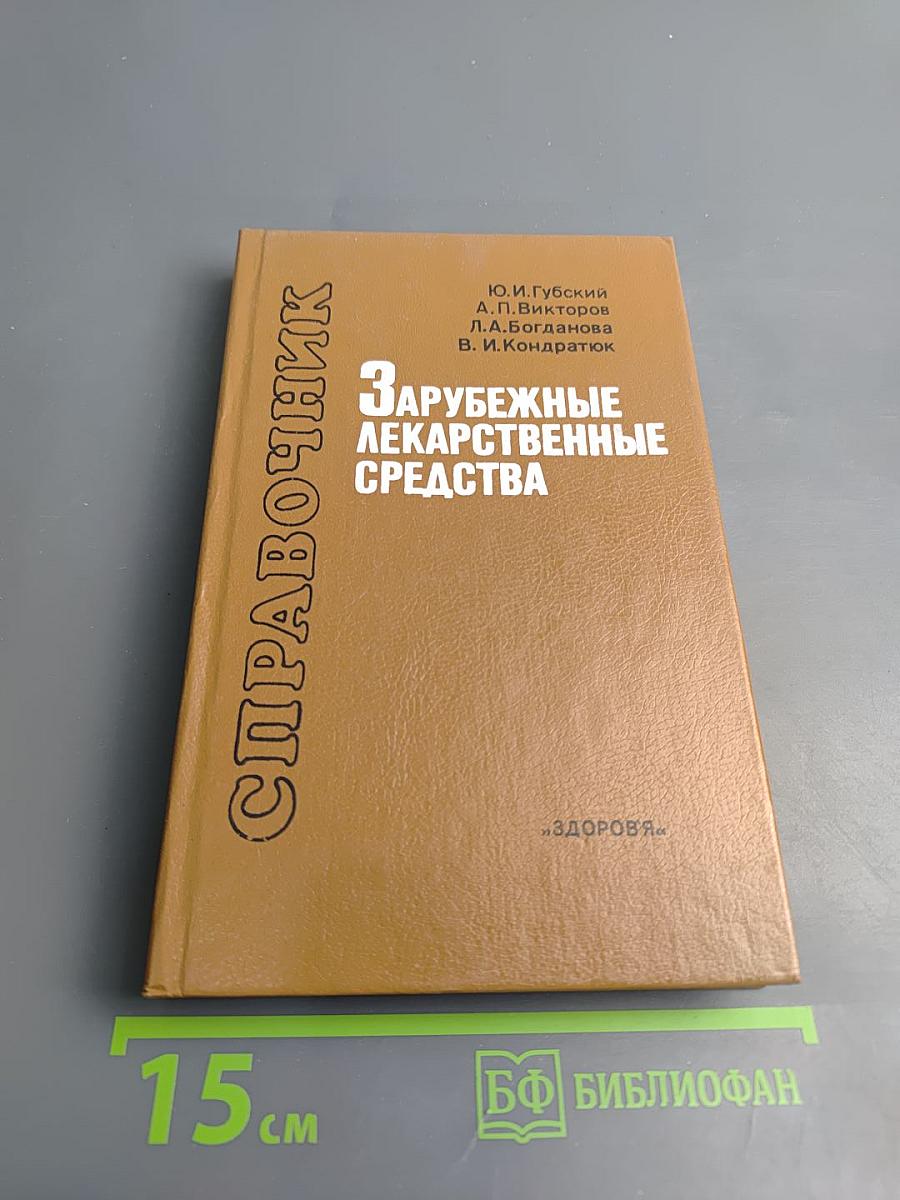 СПРАВОЧНИК
Ю.И.Губский
А.П.Викторов
Л.А.Богданова
В.И.Кондратюк
ЗАРУБЕЖНЫЕ
ЛЕКАРСТВЕННЫЕ
СРЕДСТВА
„ЗДОРОВ'Я“
15 см
БФ БИБЛИОФАН